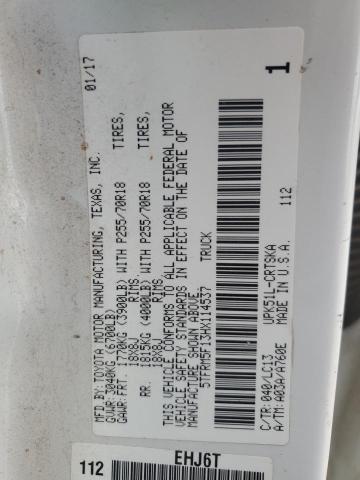 MFD BY: TOYOTA MOTOR MANUFACTURING, TEXAS, INC. 01/17
GVWR: 3040KG (6700LB)
GAWR: FRT. 1770KG (3900LB) WITH P255/70R18 TIRES,
18X8J RIMS
RR. 1815KG (4000LB) WITH P255/70R18 TIRES,
18X8J RIMS
THIS VEHICLE CONFORMS TO ALL APPLICABLE FEDERAL MOTOR
VEHICLE SAFETY STANDARDS IN EFFECT ON THE DATE OF
MANUFACTURE SHOWN ABOVE.
5TFRM5F13HX114537 TRUCK 1
C/TR: 040/LC13 UPK51L-CRTSKA 112
A/TM: A03A/A760E MADE IN U.S.A.
112 EHJ6T